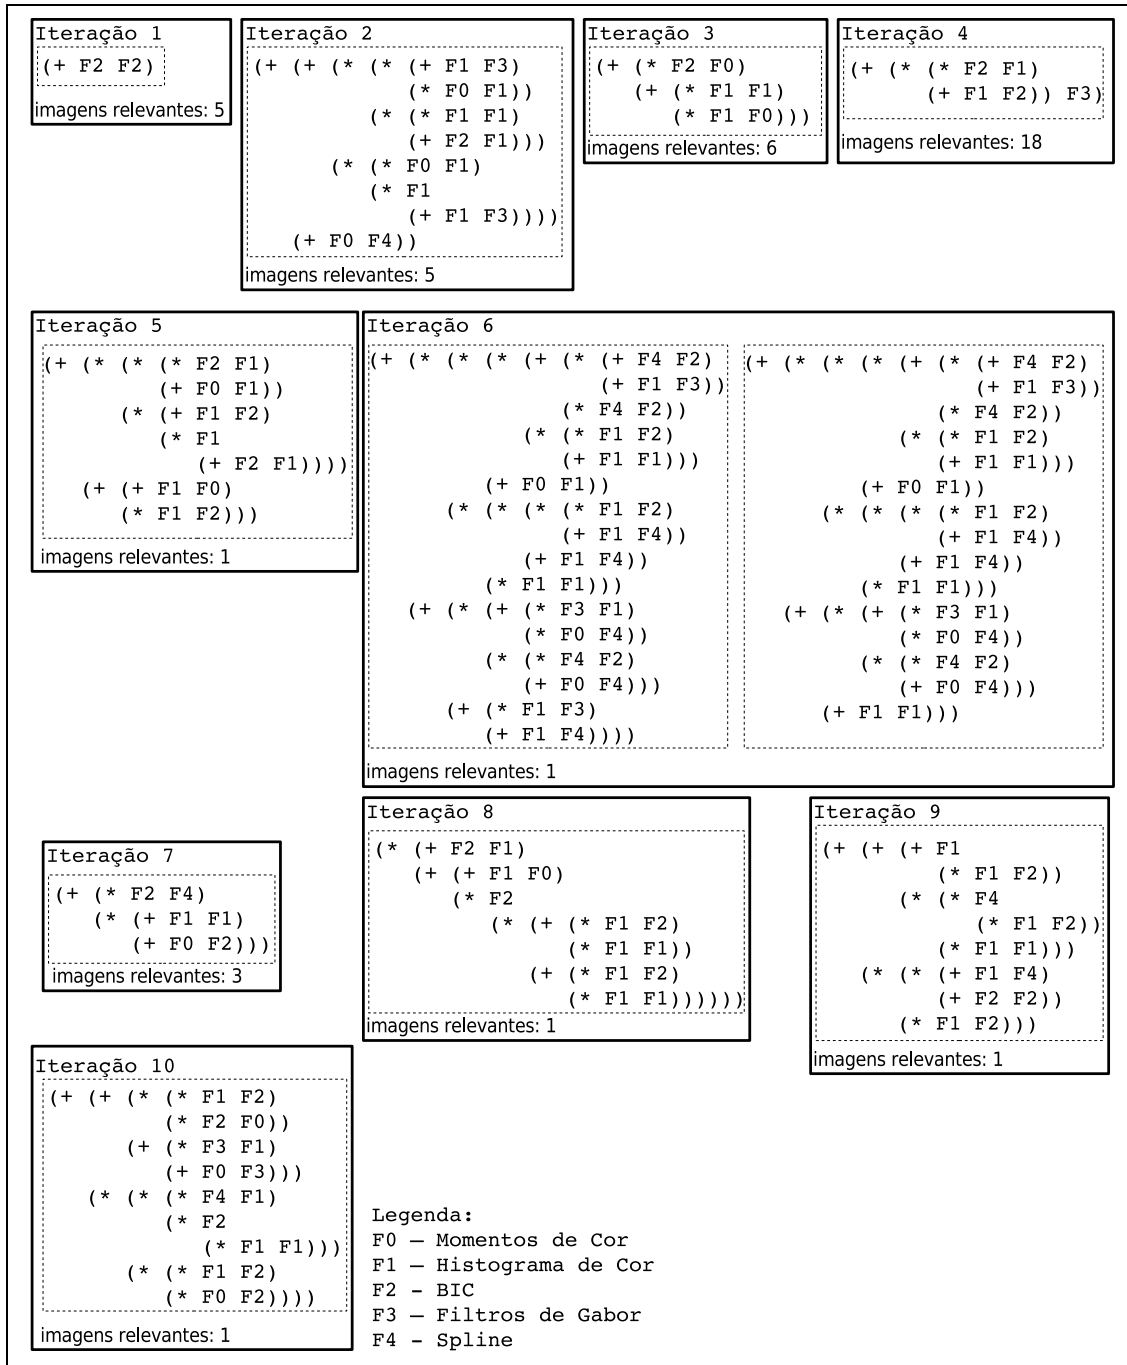 Iteração 1
(+ F2 F2)
imagens relevantes: 5
Iteração 2
(+ (+ (* (* (+ F1 F3)
(* F0 F1))
(* (* F1 F1)
(+ F2 F1)))
(* (* F0 F1)
(* F1
(+ F1 F3))))
(+ F0 F4))
imagens relevantes: 5
Iteração 3
(+ (* F2 F0)
(+ (* F1 F1)
(* F1 F0)))
imagens relevantes: 6
Iteração 4
(+ (* (* F2 F1)
(+ F1 F2)) F3)
imagens relevantes: 18
Iteração 5
(+ (* (* (* F2 F1)
(+ F0 F1))
(* (+ F1 F2)
(* F1
(+ F2 F1))))
(+ (+ F1 F0)
(* F1 F2)))
imagens relevantes: 1
Iteração 6
(+ (* (* (* (+ (* (+ F4 F2)
(+ F1 F3))
(* F4 F2))
(* (* F1 F2)
(+ F1 F1)))
(+ F0 F1))
(* (* (* (* F1 F2)
(+ F1 F4))
(+ F1 F4))
(* F1 F1)))
(+ (* (+ (* F3 F1)
(* F0 F4))
(* (* F4 F2)
(+ F0 F4)))
(+ (* F1 F3)
(+ F1 F4))))
(+ (* (* (* (+ (* (+ F4 F2)
(+ F1 F3))
(* F4 F2))
(* (* F1 F2)
(+ F1 F1)))
(+ F0 F1))
(* (* (* (* F1 F2)
(+ F1 F4))
(+ F1 F4))
(* F1 F1)))
(+ (* (+ (* F3 F1)
(* F0 F4))
(* (* F4 F2)
(+ F0 F4)))
(+ F1 F1)))
imagens relevantes: 1
Iteração 7
(+ (* F2 F4)
(* (+ F1 F1)
(+ F0 F2)))
imagens relevantes: 3
Iteração 8
(* (+ F2 F1)
(+ (+ F1 F0)
(* F2
(* (+ (* F1 F2)
(* F1 F1))
(+ (* F1 F2)
(* F1 F1))))))
imagens relevantes: 1
Iteração 9
(+ (+ (+ F1
(* F1 F2))
(* (* F4
(* F1 F2))
(* F1 F1)))
(* (* (+ F1 F4)
(+ F2 F2))
(* F1 F2)))
imagens relevantes: 1
Iteração 10
(+ (+ (* (* F1 F2)
(* F2 F0))
(+ (* F3 F1)
(+ F0 F3)))
(* (* (* F4 F1)
(* F2
(* F1 F1)))
(* (* F1 F2)
(* F0 F2))))
imagens relevantes: 1
Legenda:
F0 – Momentos de Cor
F1 – Histograma de Cor
F2 - BIC
F3 – Filtros de Gabor
F4 - Spline